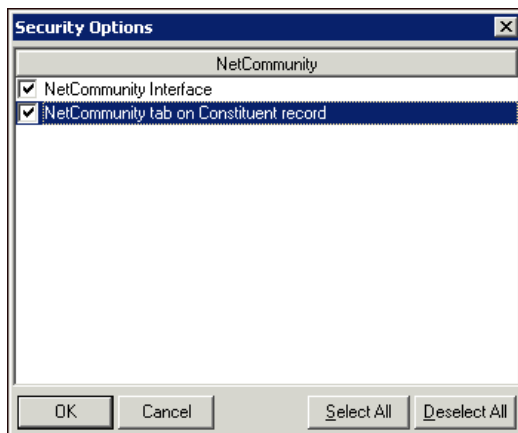 Security Options
NetCommunity
NetCommunity Interface
NetCommunity tab on Constituent record
OK Cancel Select All Deselect All